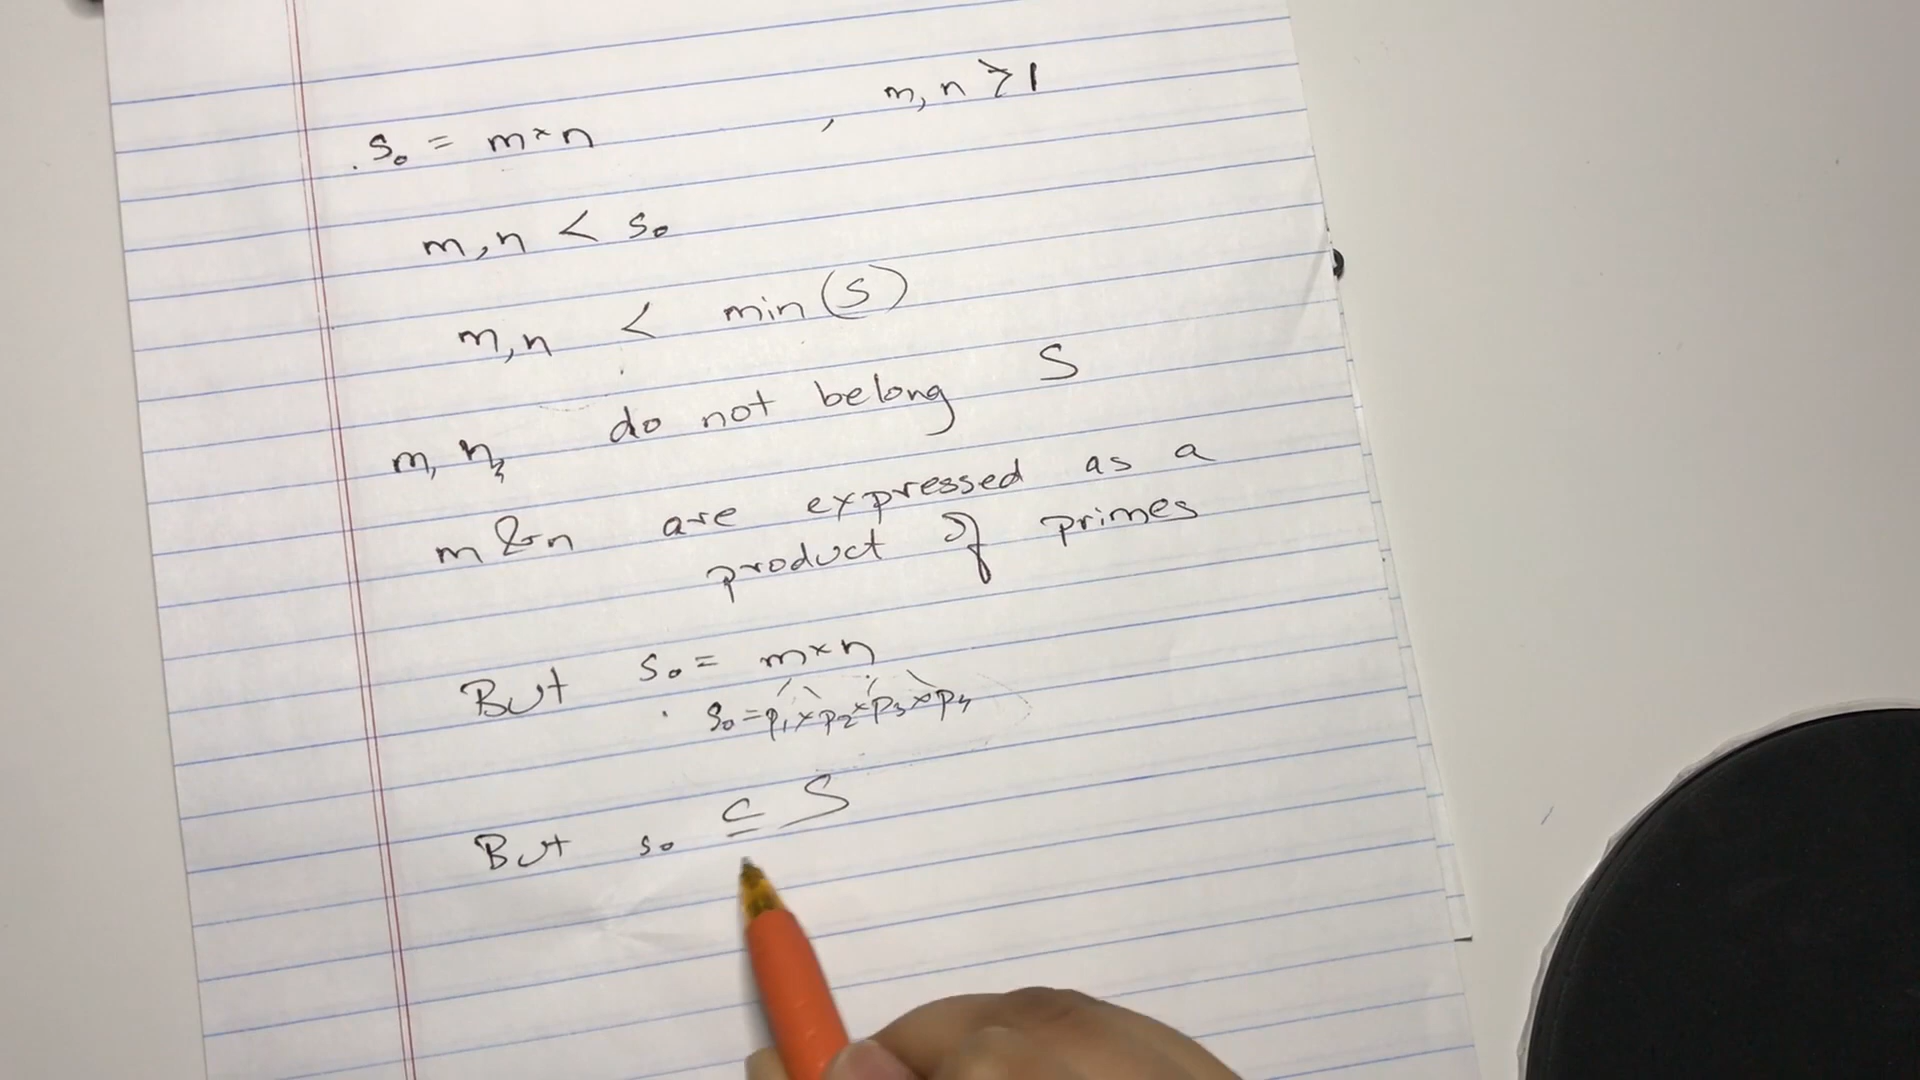 s₀ = m×n , m, n > 1
m, n < s₀
m, n < min (S)
m, n, do not belong S
m & n are expressed as a
product of primes
But s₀ = m×n
s₀ = p₁ × p₂ × p₃ × p₄
But s₀ ⊆ S